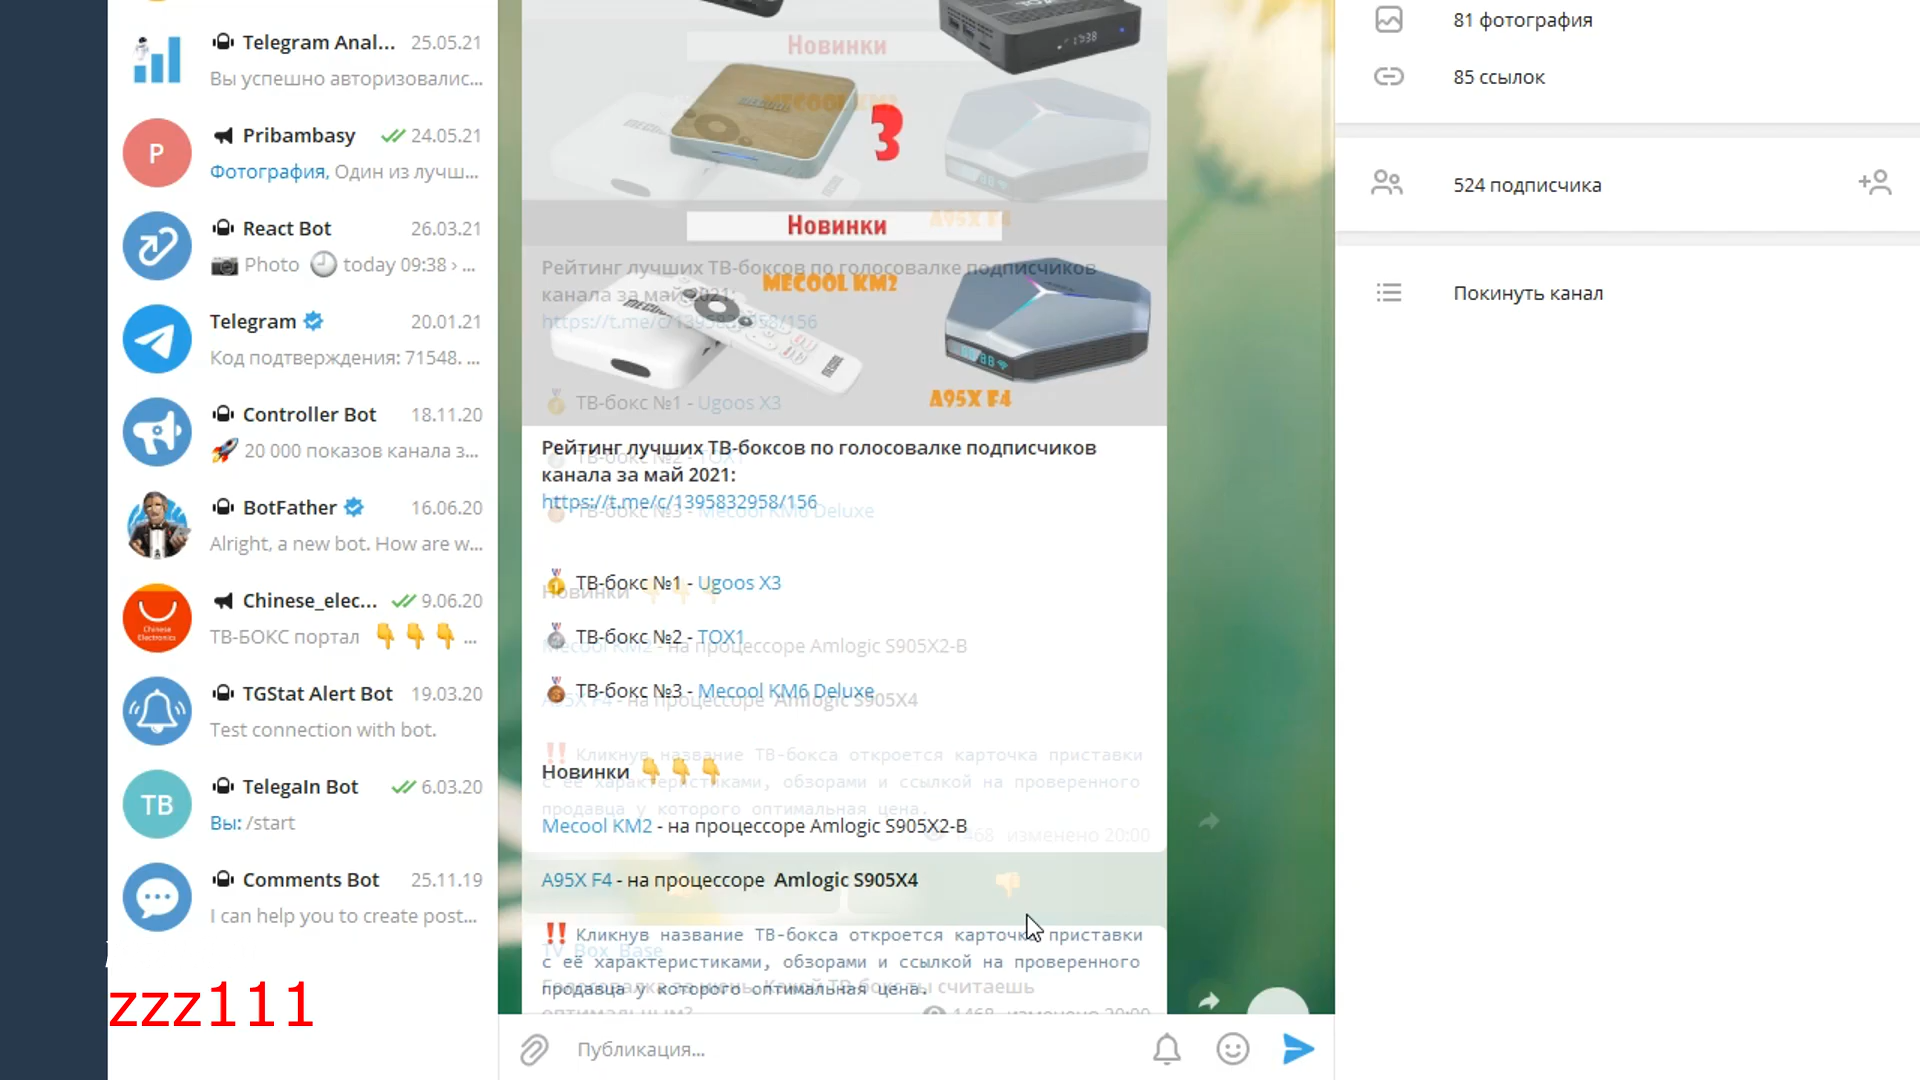 Telegram Anal... 25.05.21
Вы успешно авторизовалис...
P
Pribambasy 24.05.21
Фотография, Один из лучш...
React Bot 26.03.21
Photo today 09:38 › ...
Telegram 20.01.21
Код подтверждения: 71548. ...
Controller Bot 18.11.20
20 000 показов канала з...
BotFather 16.06.20
Alright, a new bot. How are w...
Chinese_elec... 9.06.20
ТВ-БОКС портал ...
Chinese
Electronics
TGStat Alert Bot 19.03.20
Test connection with bot.
TB
TelegaIn Bot 6.03.20
Вы: /start
Comments Bot 25.11.19
I can help you to create post...
zzz111
Новинки
3
Новинки
MECOOL KM2
A95X F4
Рейтинг лучших ТВ-боксов по голосовалке подписчиков
канала за май 2021:
https://t.me/c/1395832958/156
ТВ-бокс №1 - Ugoos X3
ТВ-бокс №2 - TOX1
ТВ-бокс №3 - Mecool KM6 Deluxe
Новинки
Mecool KM2 - на процессоре Amlogic S905X2-B
A95X F4 - на процессоре Amlogic S905X4
‼ Кликнув название ТВ-бокса откроется карточка приставки
с её характеристиками, обзорами и ссылкой на проверенного
продавца у которого оптимальная цена.
1468 изменено 20:00
Публикация...
81 фотография
85 ссылок
524 подписчика
Покинуть канал